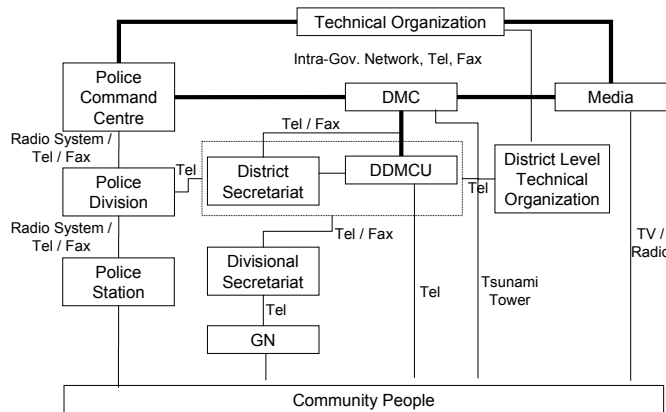 Technical Organization
Intra-Gov. Network, Tel, Fax
Police
Command
Centre
DMC
Media
Radio System /
Tel / Fax
Tel / Fax
Police
Division
Tel
District
Secretariat
DDMCU
Tel
District Level
Technical
Organization
Radio System /
Tel / Fax
Tel / Fax
TV /
Radio
Police
Station
Divisional
Secretariat
Tel
Tsunami
Tower
Tel
GN
Community People